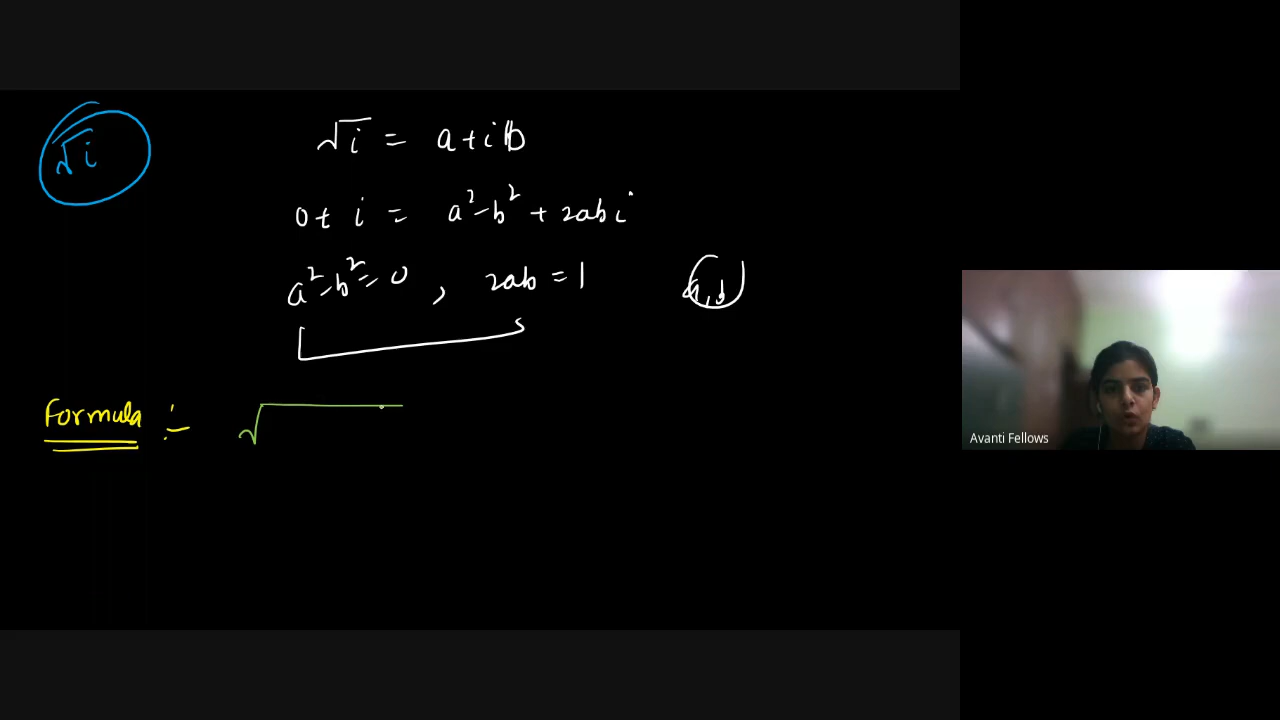 √i
√i = a+ib
0+ i = a²-b² + 2abi
a²-b²=0 , 2ab = 1 a,b
Formula :- √
Avanti Fellows